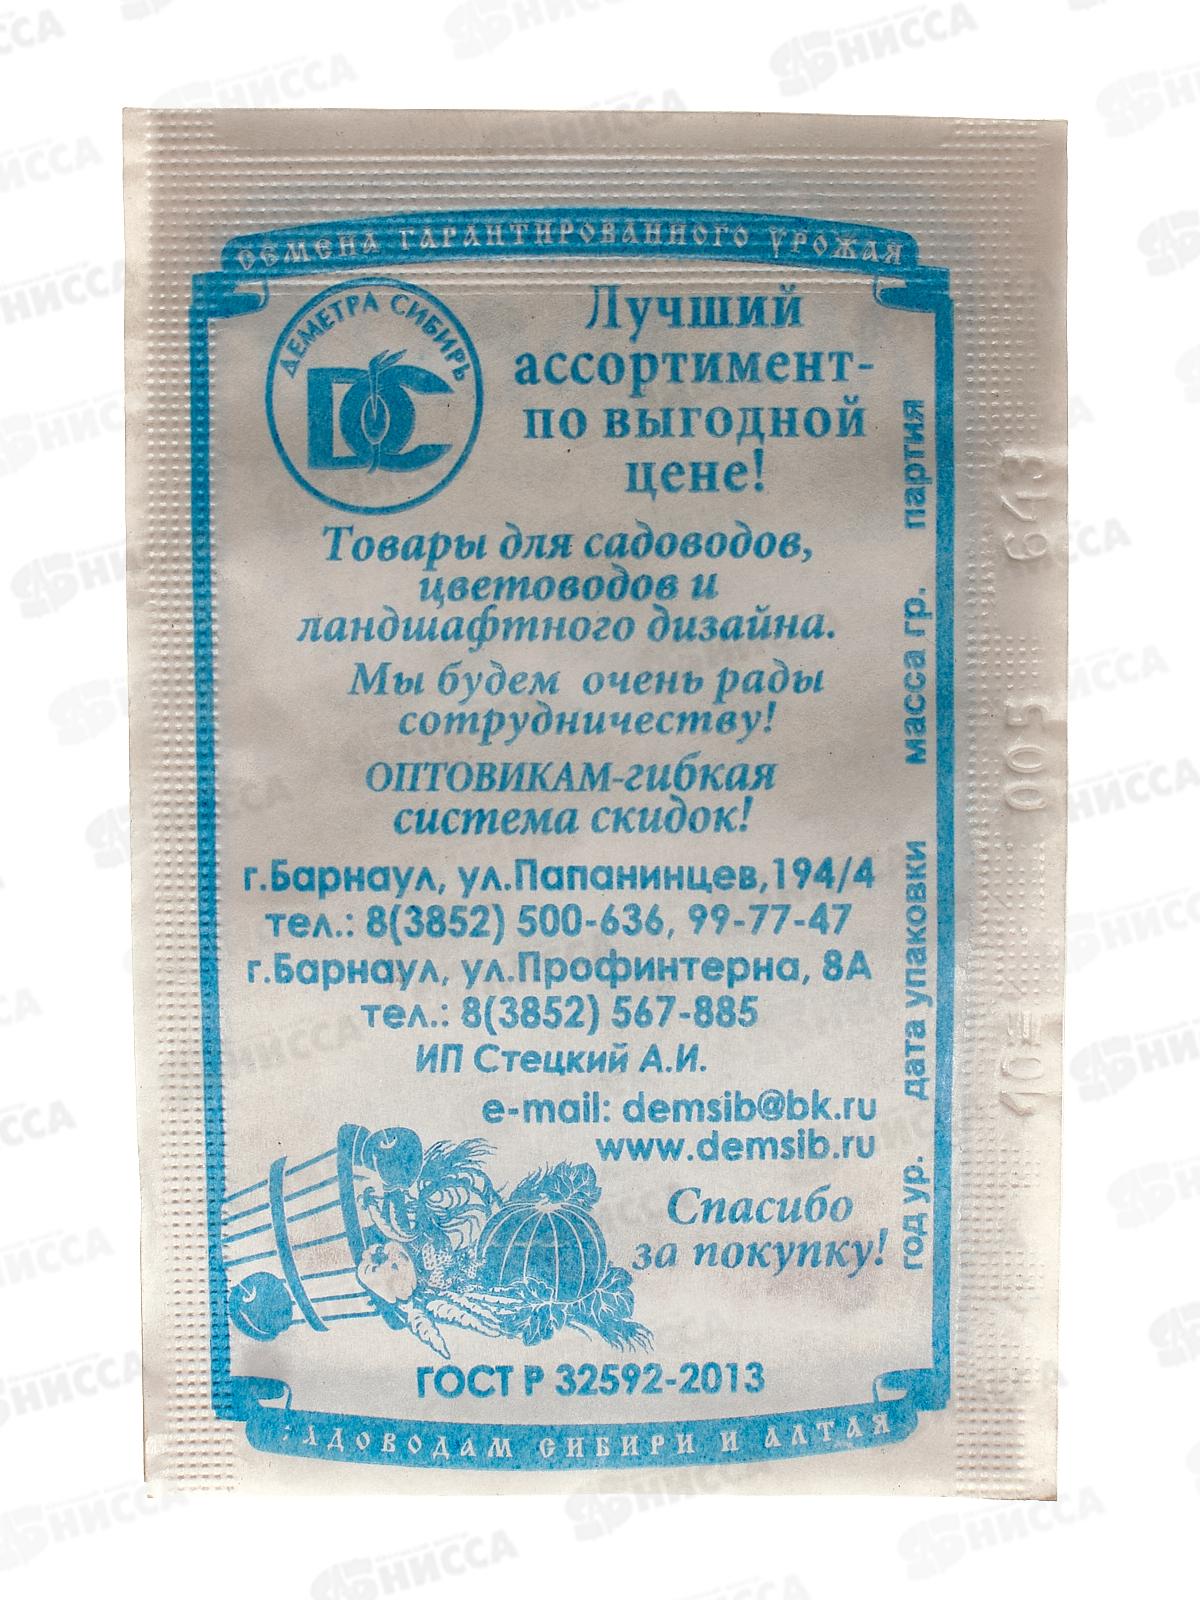 СЕМЕНА ГАРАНТИРОВАННОГО УРОЖАЯ
ДЕМЕТРА СИБИРЬ
DC
Лучший
ассортимент-
по выгодной
цене!
Товары для садоводов,
цветоводов и
ландшафтного дизайна.
Мы будем очень рады
сотрудничеству!
ОПТОВИКАМ-гибкая
система скидок!
г.Барнаул, ул.Папанинцев,194/4
тел.: 8(3852) 500-636, 99-77-47
г.Барнаул, ул.Профинтерна, 8А
тел.: 8(3852) 567-885
ИП Стецкий А.И.
e-mail: demsib@bk.ru
www.demsib.ru
Спасибо
за покупку!
ГОСТ Р 32592-2013
САДОВОДАМ СИБИРИ И АЛТАЯ
год ур. дата упаковки масса гр. партия
005 613
НИССА